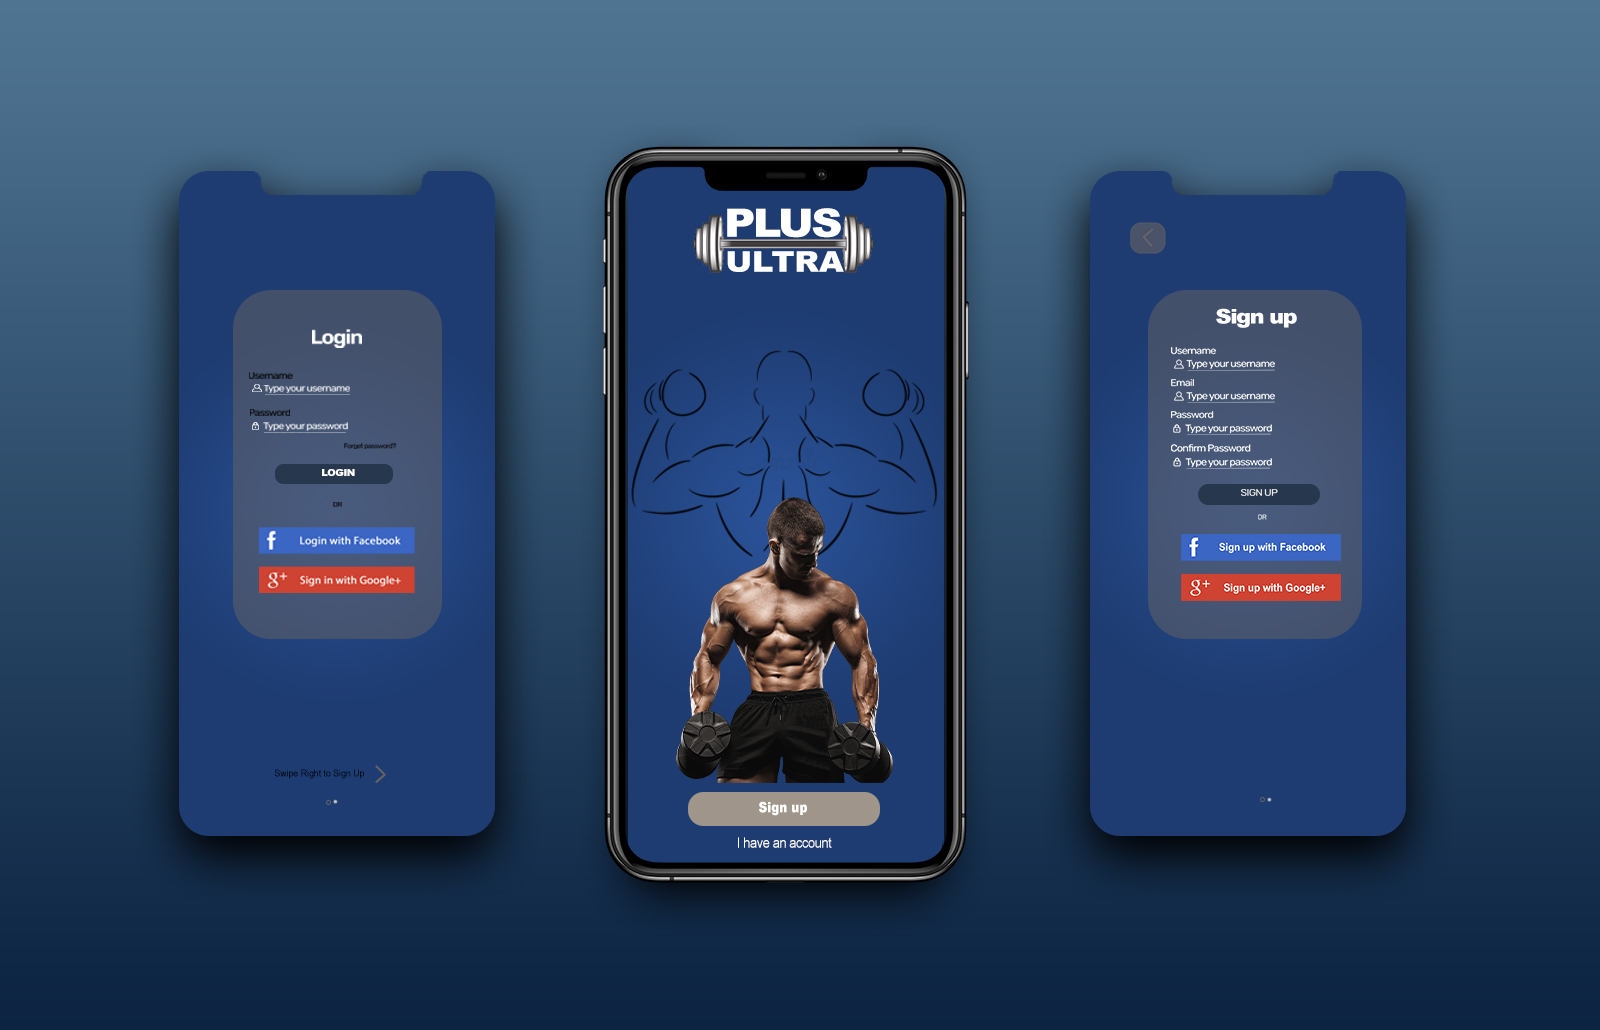 Login
Username
Type your username
Password
Type your password
Forget password?
LOGIN
OR
f Login with Facebook
g+ Sign in with Google+
Swipe Right to Sign Up
PLUS
ULTRA
Sign up
I have an account
Sign up
Username
Type your username
Email
Type your username
Password
Type your password
Confirm Password
Type your password
SIGN UP
OR
f Sign up with Facebook
g+ Sign up with Google+